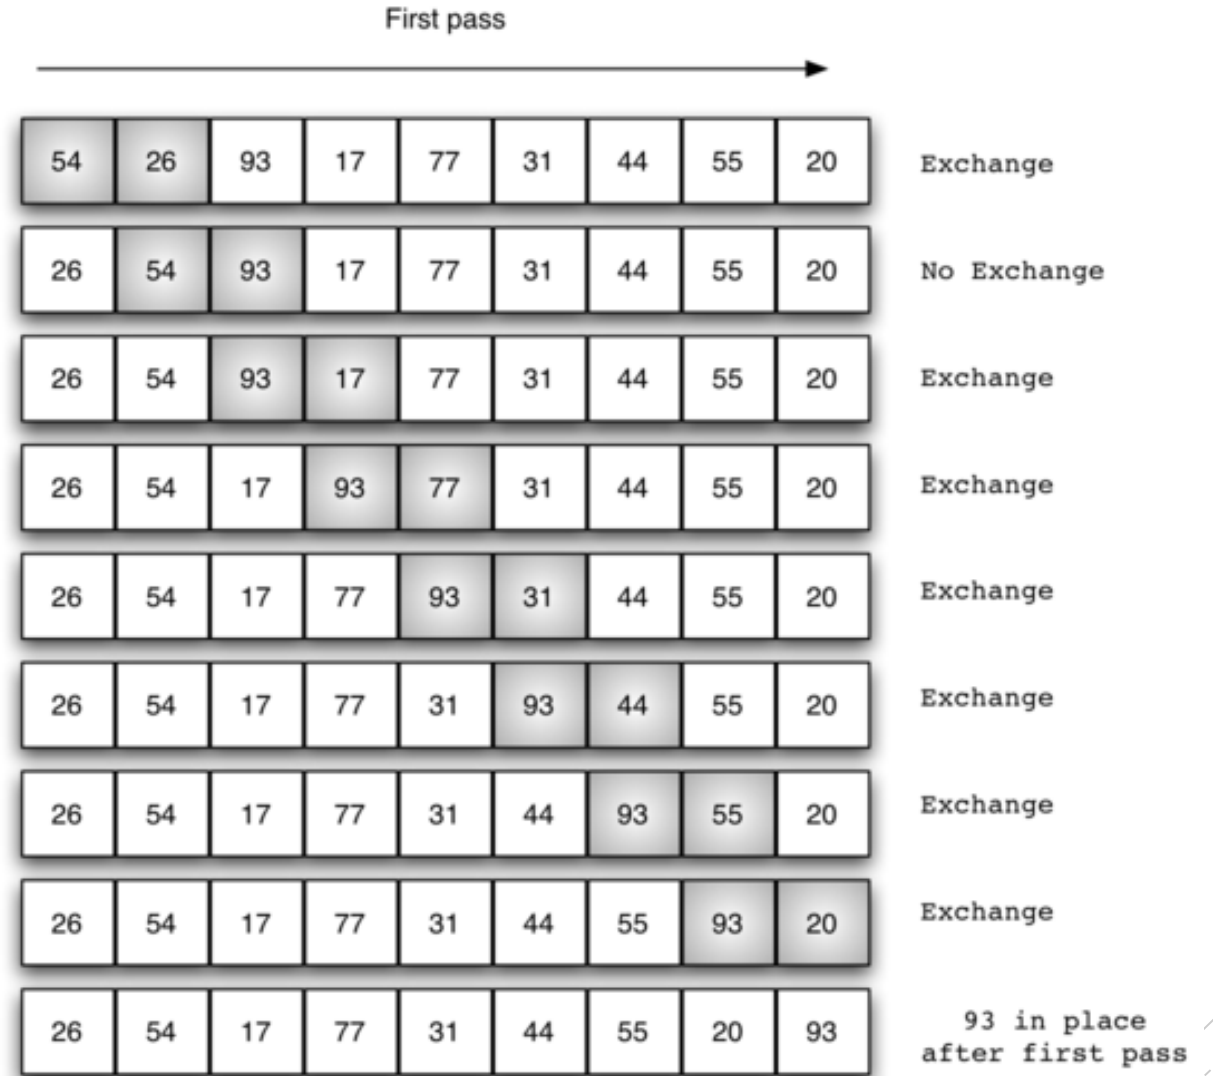 First pass
54 26 93 17 77 31 44 55 20 Exchange
26 54 93 17 77 31 44 55 20 No Exchange
26 54 93 17 77 31 44 55 20 Exchange
26 54 17 93 77 31 44 55 20 Exchange
26 54 17 77 93 31 44 55 20 Exchange
26 54 17 77 31 93 44 55 20 Exchange
26 54 17 77 31 44 93 55 20 Exchange
26 54 17 77 31 44 55 93 20 Exchange
26 54 17 77 31 44 55 20 93
93 in place
after first pass